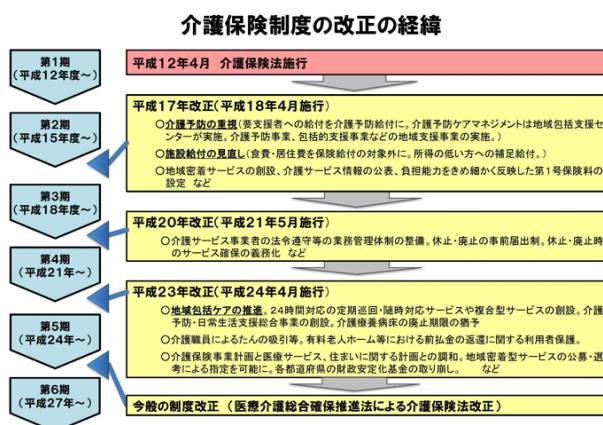 介護保険制度の改正の経緯
第1期
(平成12年度～)
平成12年4月 介護保険法施行
第2期
(平成15年度～)
平成17年改正(平成18年4月施行)
○介護予防の重視(要支援者への給付を介護予防給付に。介護予防ケアマネジメントは地域包括支援セ
ンターが実施。介護予防事業、包括的支援事業などの地域支援事業の実施。)
○施設給付の見直し(食費・居住費を保険給付の対象外に。所得の低い方への補足給付。)
○地域密着サービスの創設、介護サービス情報の公表、負担能力をきめ細かく反映した第1号保険料の
設定 など
第3期
(平成18年度～)
平成20年改正(平成21年5月施行)
○介護サービス事業者の法令遵守等の業務管理体制の整備。休止・廃止の事前届出制。休止・廃止時
のサービス確保の義務化 など
第4期
(平成21年～)
平成23年改正(平成24年4月施行)
○地域包括ケアの推進。24時間対応の定期巡回・随時対応サービスや複合型サービスの創設。介護
予防・日常生活支援総合事業の創設。介護療養病床の廃止期限の猶予
○介護職員によるたんの吸引等。有料老人ホーム等における前払金の返還に関する利用者保護。
○介護保険事業計画と医療サービス、住まいに関する計画との調和。地域密着型サービスの公募・選
考による指定を可能に。各都道府県の財政安定化基金の取り崩し。 など
第5期
(平成24年～)
第6期
(平成27年～)
今般の制度改正 (医療介護総合確保推進法による介護保険法改正)